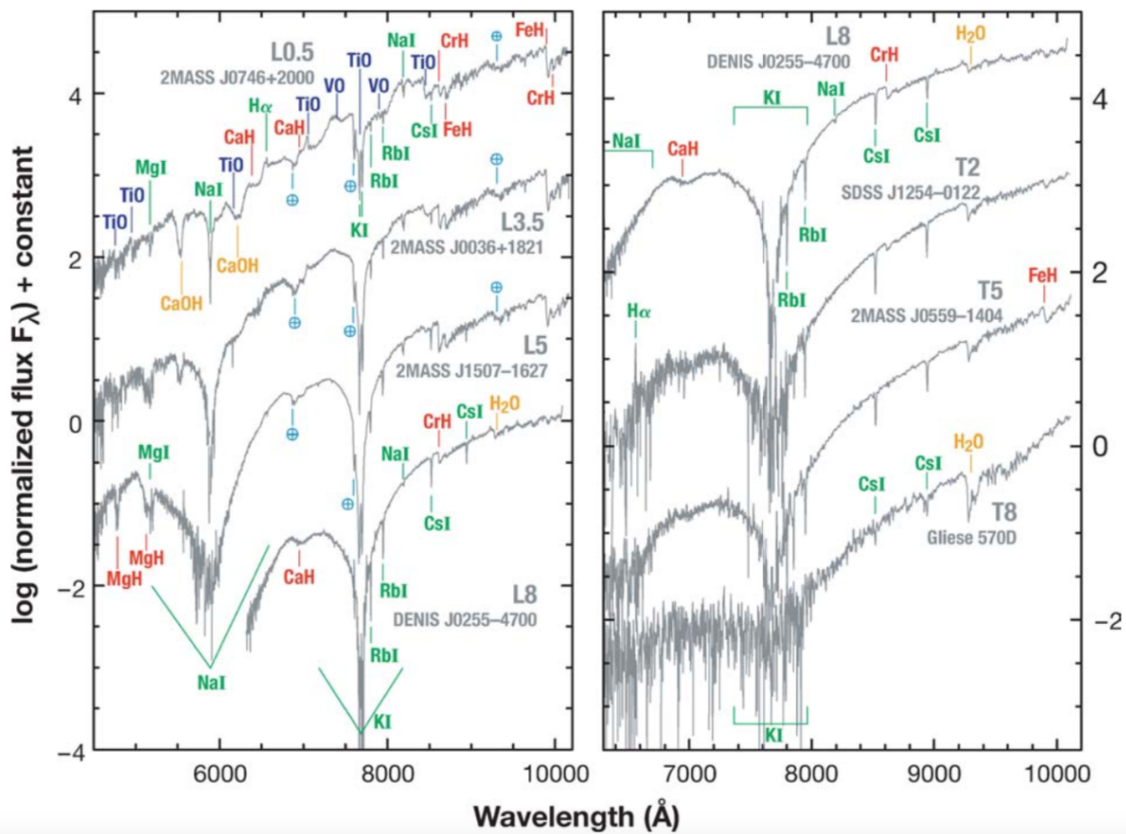 log (normalized flux Fλ) + constant
4
2
0
−2
−4
6000
8000
10000
L0.5
2MASS J0746+2000
TiO
TiO
MgI
CaOH
NaI
TiO
CaOH
CaH
Hα
CaH
TiO
⊕
VO
TiO
⊕
KI
VO
RbI
RbI
NaI
TiO
CsI
CrH
FeH
⊕
FeH
CrH
L3.5
2MASS J0036+1821
⊕
⊕
⊕
L5
2MASS J1507−1627
MgI
MgH
MgH
NaI
⊕
⊕
⊕
L8
DENIS J0255−4700
CaH
KI
RbI
RbI
NaI
CsI
CrH
CsI
H2O
L8
DENIS J0255−4700
NaI
CaH
KI
RbI
RbI
NaI
CsI
CrH
CsI
H2O
T2
SDSS J1254−0122
Hα
T5
2MASS J0559−1404
FeH
T8
Gliese 570D
KI
CsI
CsI
H2O
4
2
0
−2
7000
8000
9000
10000
Wavelength (Å)